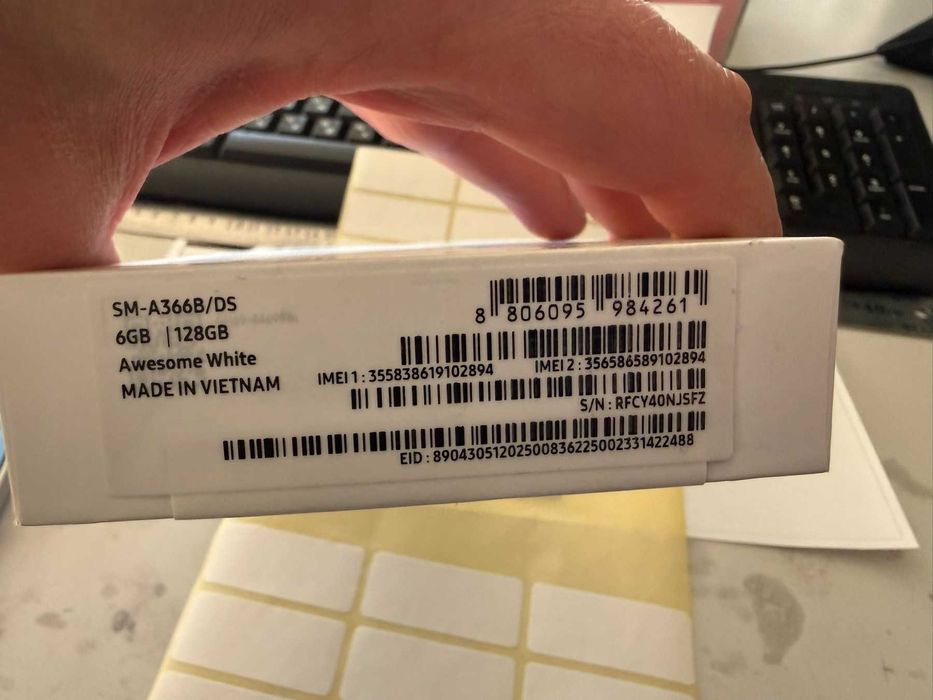 SM-A366B/DS
6GB | 128GB
Awesome White
MADE IN VIETNAM
8 806095 984261
IMEI 1 : 355838619102894
IMEI 2 : 356586589102894
S/N : RFCY40NJSFZ
EID : 89043051202500836225002331422488